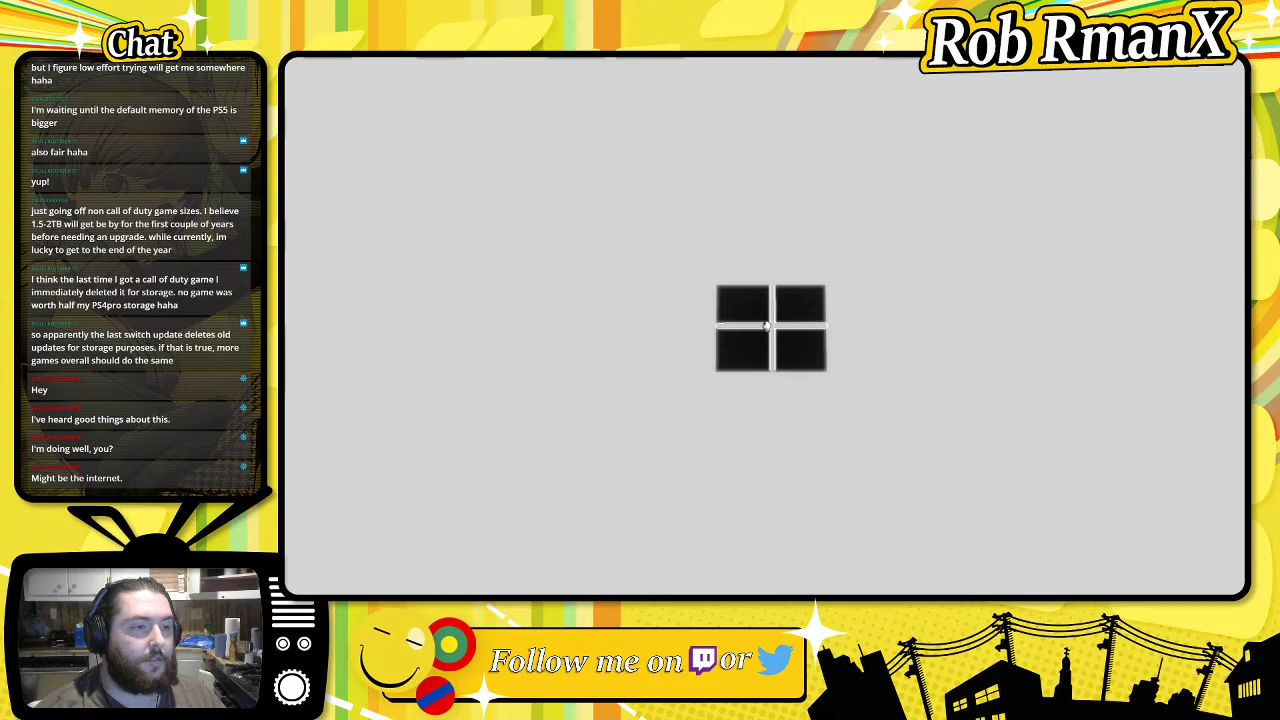 Chat
Rob RmanX
but I figure low effort trying will get me somewhere
haha
I'm waiting until the default memory of the PS5 is
bigger
also fair haha
yup!
just going off non call of duty game sizes. I believe
1.5-2TB will get be by for the first couple of years
before needing an upgrade. while currently, im
lucky to get to the end of the year
I think the last time I got a call of duty game I
immediately deleted it for storage. no game was
worth half my PS4pro storage haha
so apparently the last switch update deletes old
updates for storage purposes. if that is true, more
games overall should do the same
Hey
I've heard good things about this.
I'm doing well, you?
Might be the internet.
Follow me on or